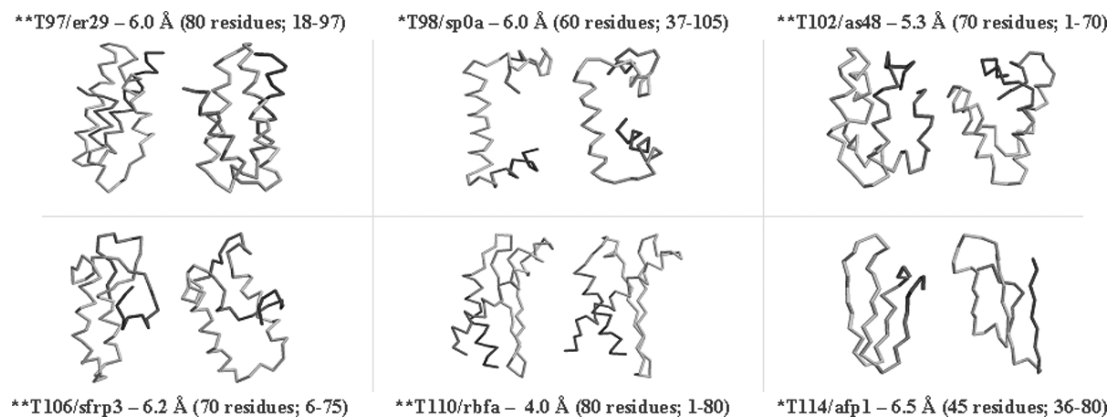 **T97/er29 – 6.0 Å (80 residues; 18-97)
*T98/sp0a – 6.0 Å (60 residues; 37-105)
**T102/as48 – 5.3 Å (70 residues; 1-70)
**T106/sfrp3 – 6.2 Å (70 residues; 6-75)
**T110/rbfa – 4.0 Å (80 residues; 1-80)
*T114/afp1 – 6.5 Å (45 residues; 36-80)